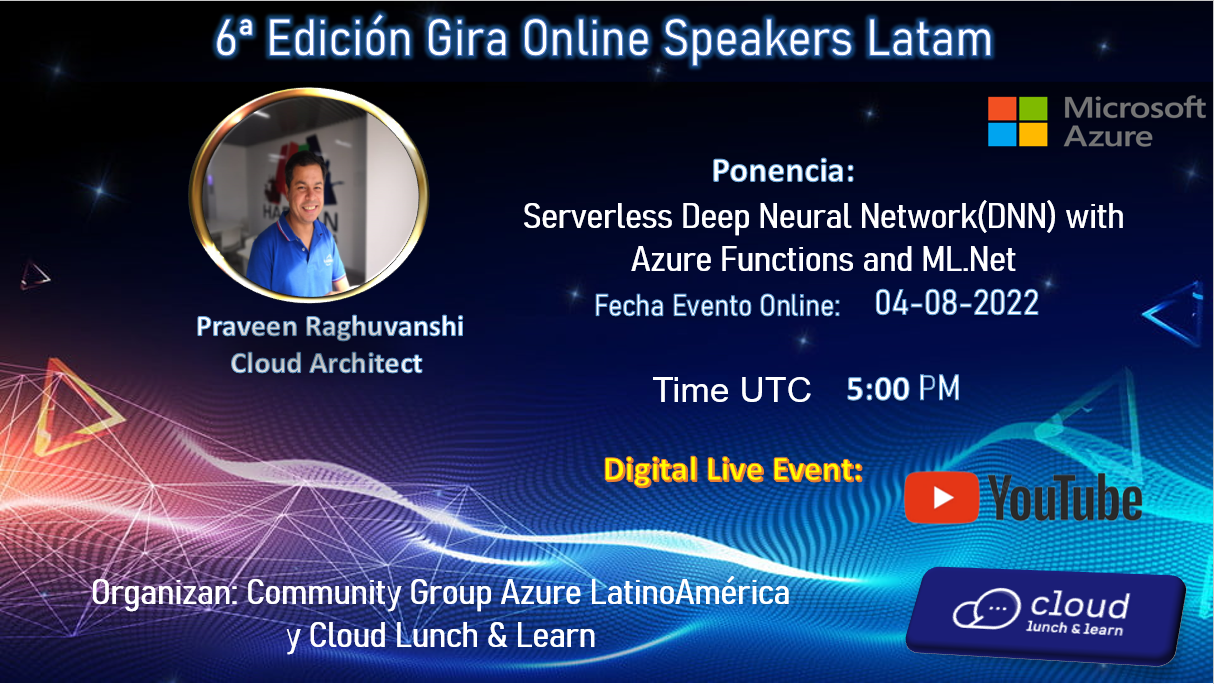 6ª Edición Gira Online Speakers Latam
Microsoft
Azure
Ponencia:
Serverless Deep Neural Network(DNN) with
Azure Functions and ML.Net
Fecha Evento Online: 04-08-2022
Praveen Raghuvanshi
Cloud Architect
Time UTC 5:00 PM
Digital Live Event:
YouTube
Organizan: Community Group Azure LatinoAmérica
y Cloud Lunch & Learn
cloud
lunch & learn